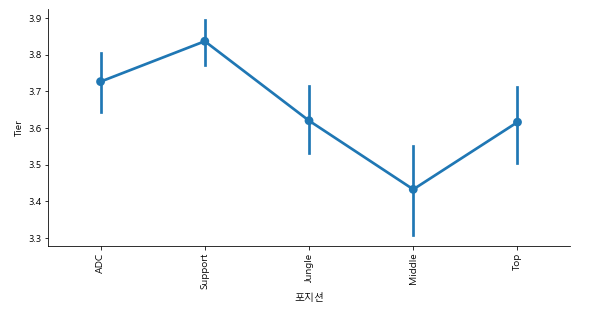 3.9
3.8
3.7
3.6
3.5
3.4
3.3
Tier
ADC
Support
Jungle
Middle
Top
포지션